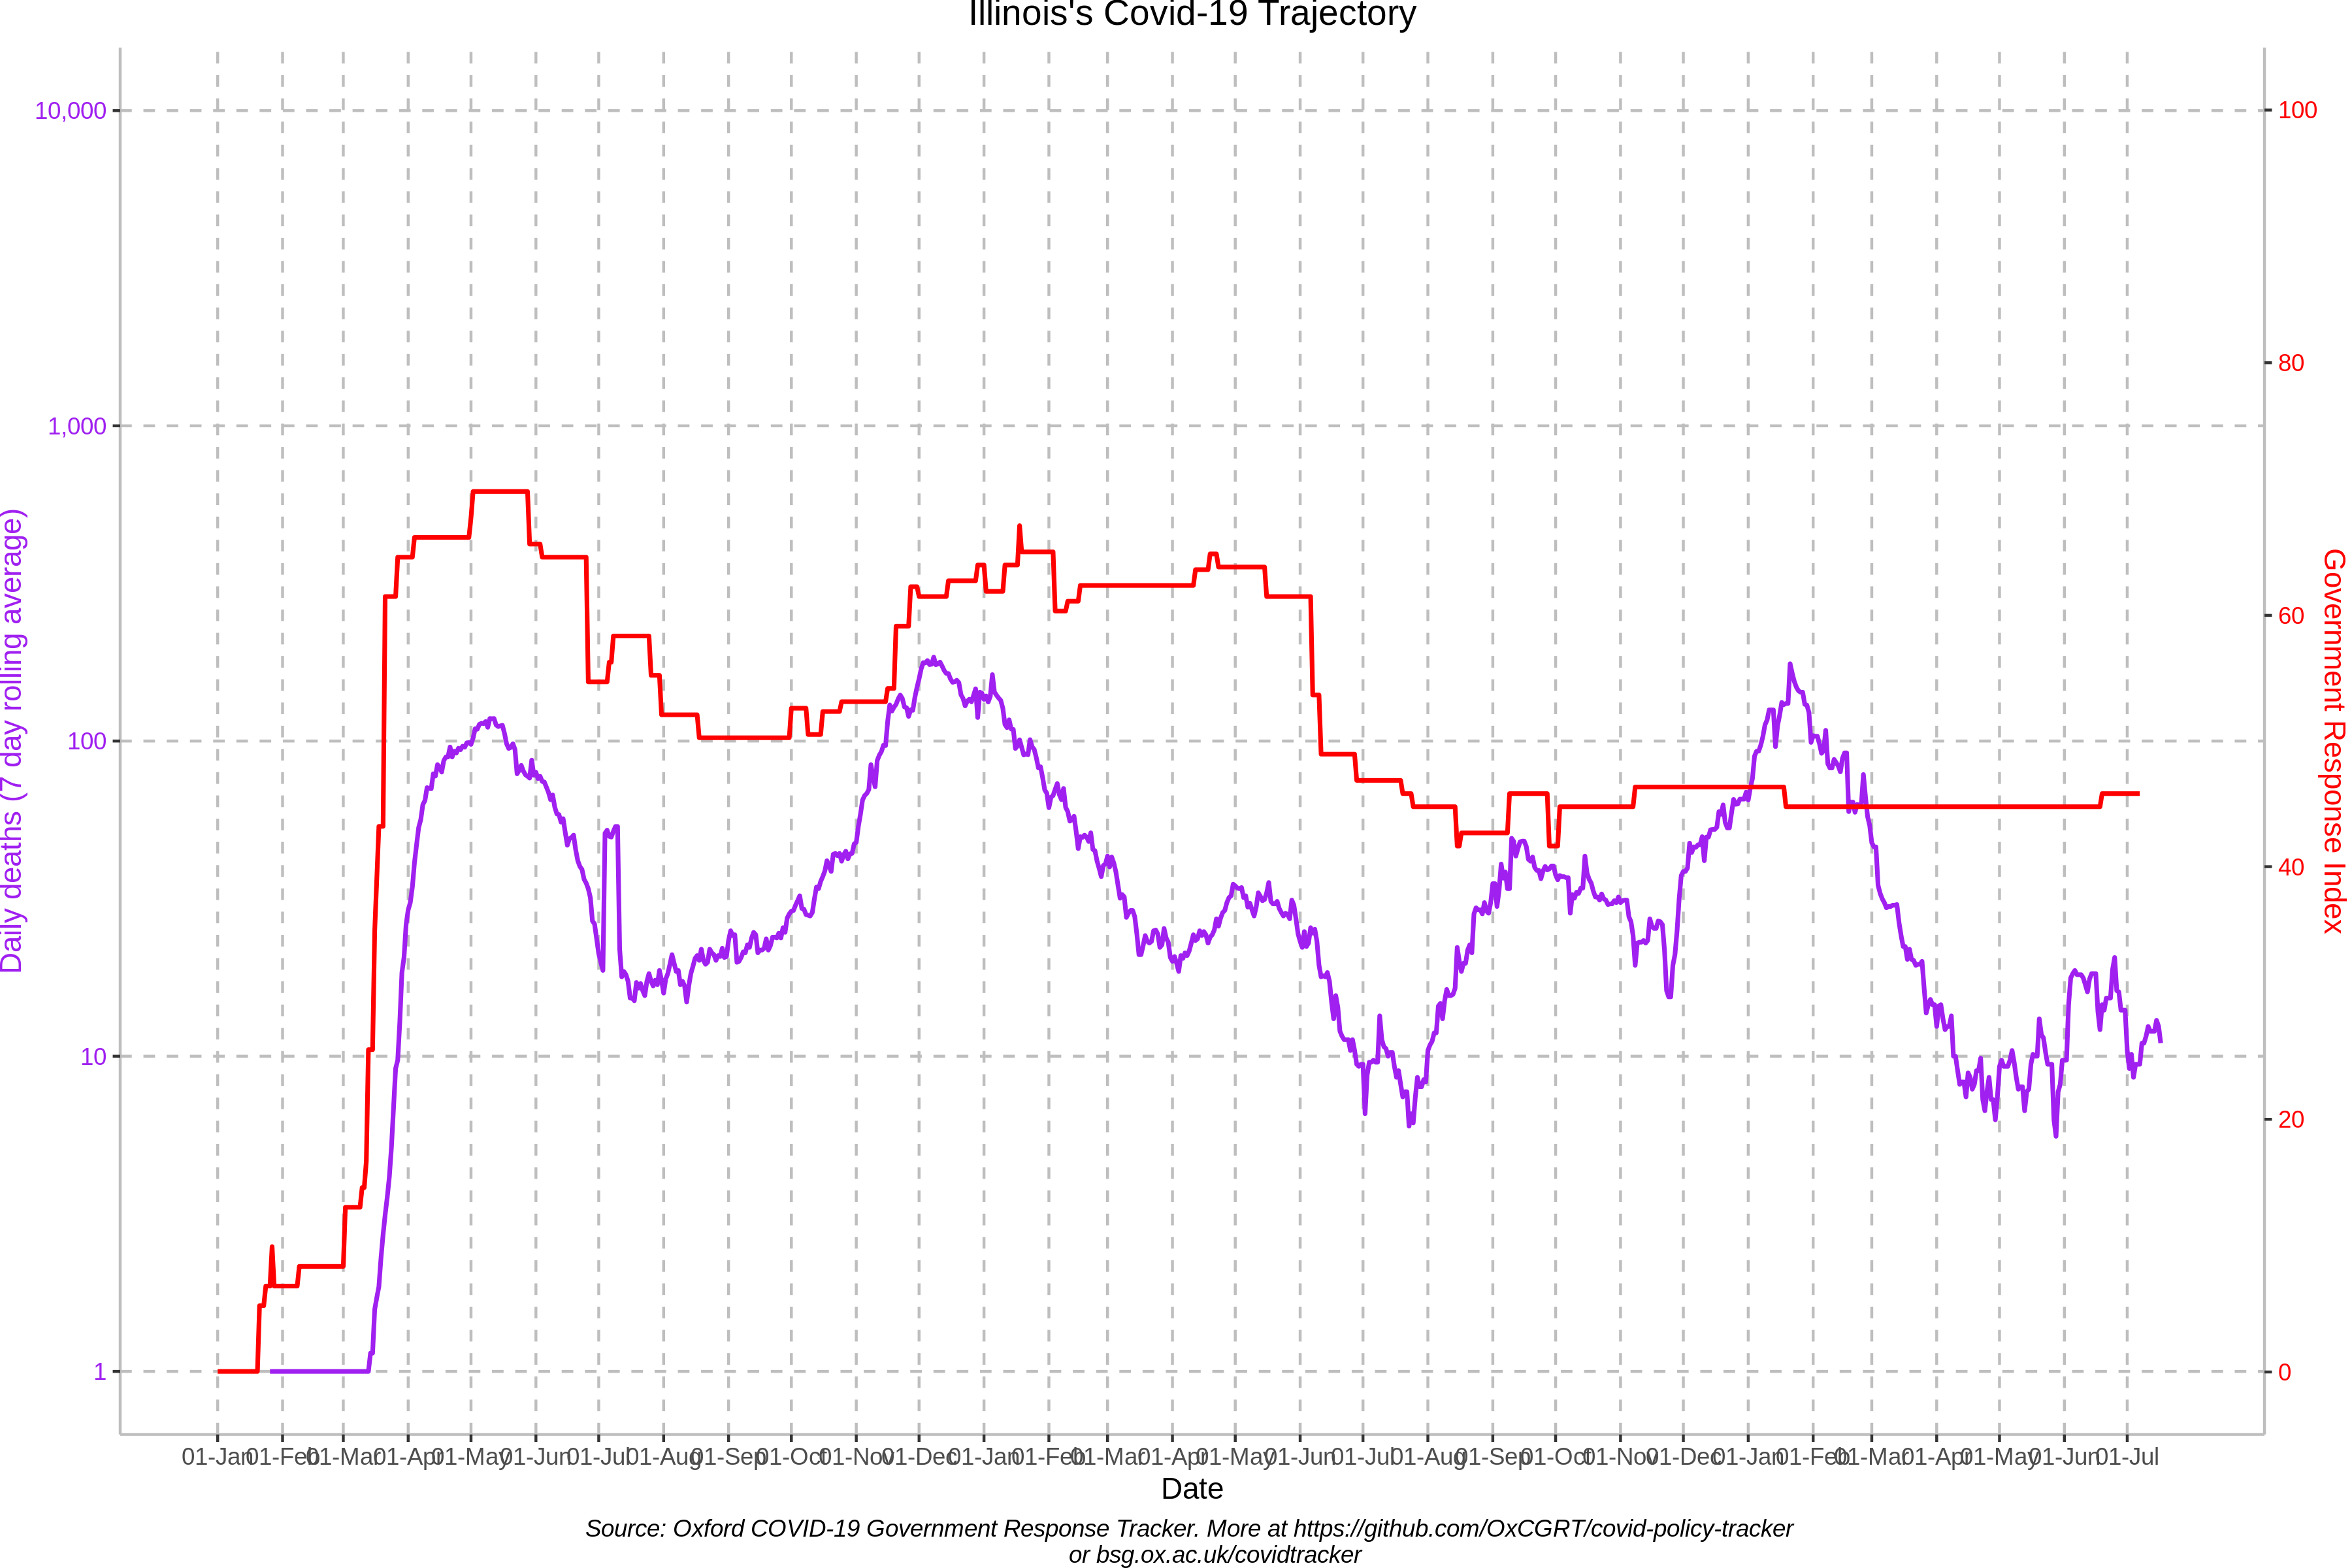 Illinois's Covid-19 Trajectory
10,000
1,000
100
10
1
Daily deaths (7 day rolling average)
100
80
60
40
20
0
Government Response Index
01-Jan 01-Feb 01-Mar 01-Apr 01-May 01-Jun 01-Jul 01-Aug 01-Sep 01-Oct 01-Nov 01-Dec 01-Jan 01-Feb 01-Mar 01-Apr 01-May 01-Jun 01-Jul 01-Aug 01-Sep 01-Oct 01-Nov 01-Dec 01-Jan 01-Feb 01-Mar 01-Apr 01-May 01-Jun 01-Jul
Date
Source: Oxford COVID-19 Government Response Tracker. More at https://github.com/OxCGRT/covid-policy-tracker
or bsg.ox.ac.uk/covidtracker